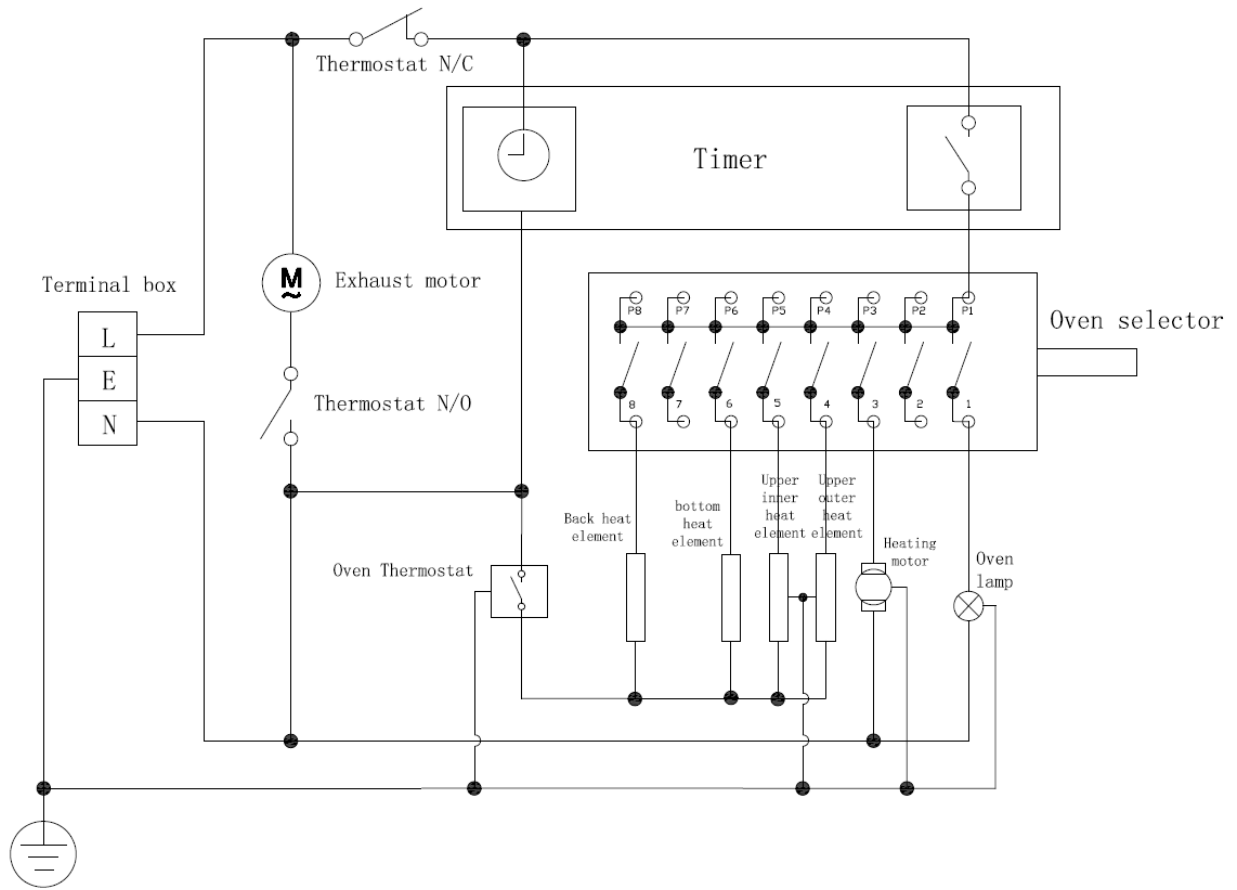 Thermostat N/C
Timer
Terminal box
L
E
N
M
Exhaust motor
Thermostat N/O
P8 P7 P6 P5 P4 P3 P2 P1
8 7 6 5 4 3 2 1
Oven selector
Back heat
element
bottom
heat
element
Upper
inner
heat
element
Upper
outer
heat
element
Heating
motor
Oven
lamp
Oven Thermostat